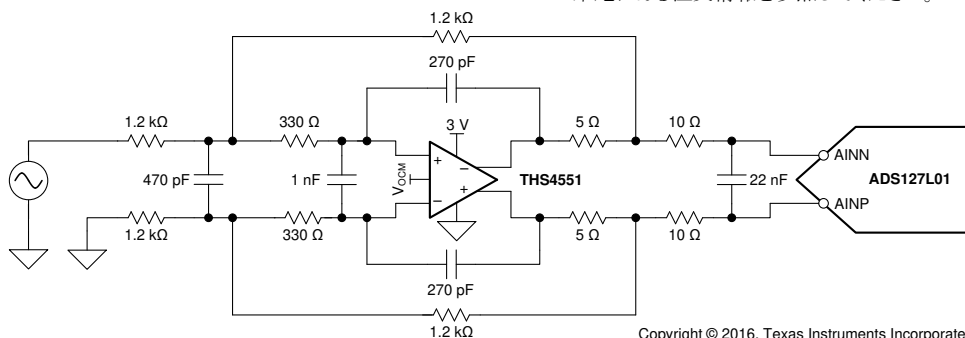 1.2 kΩ
270 pF
1.2 kΩ
330 Ω
3 V
5 Ω
10 Ω
470 pF
1 nF
+
−
VOCM
−
+
THS4551
22 nF
AINN
ADS127L01
AINP
1.2 kΩ
330 Ω
5 Ω
10 Ω
270 pF
1.2 kΩ
Copyright © 2016, Texas Instruments Incorporate